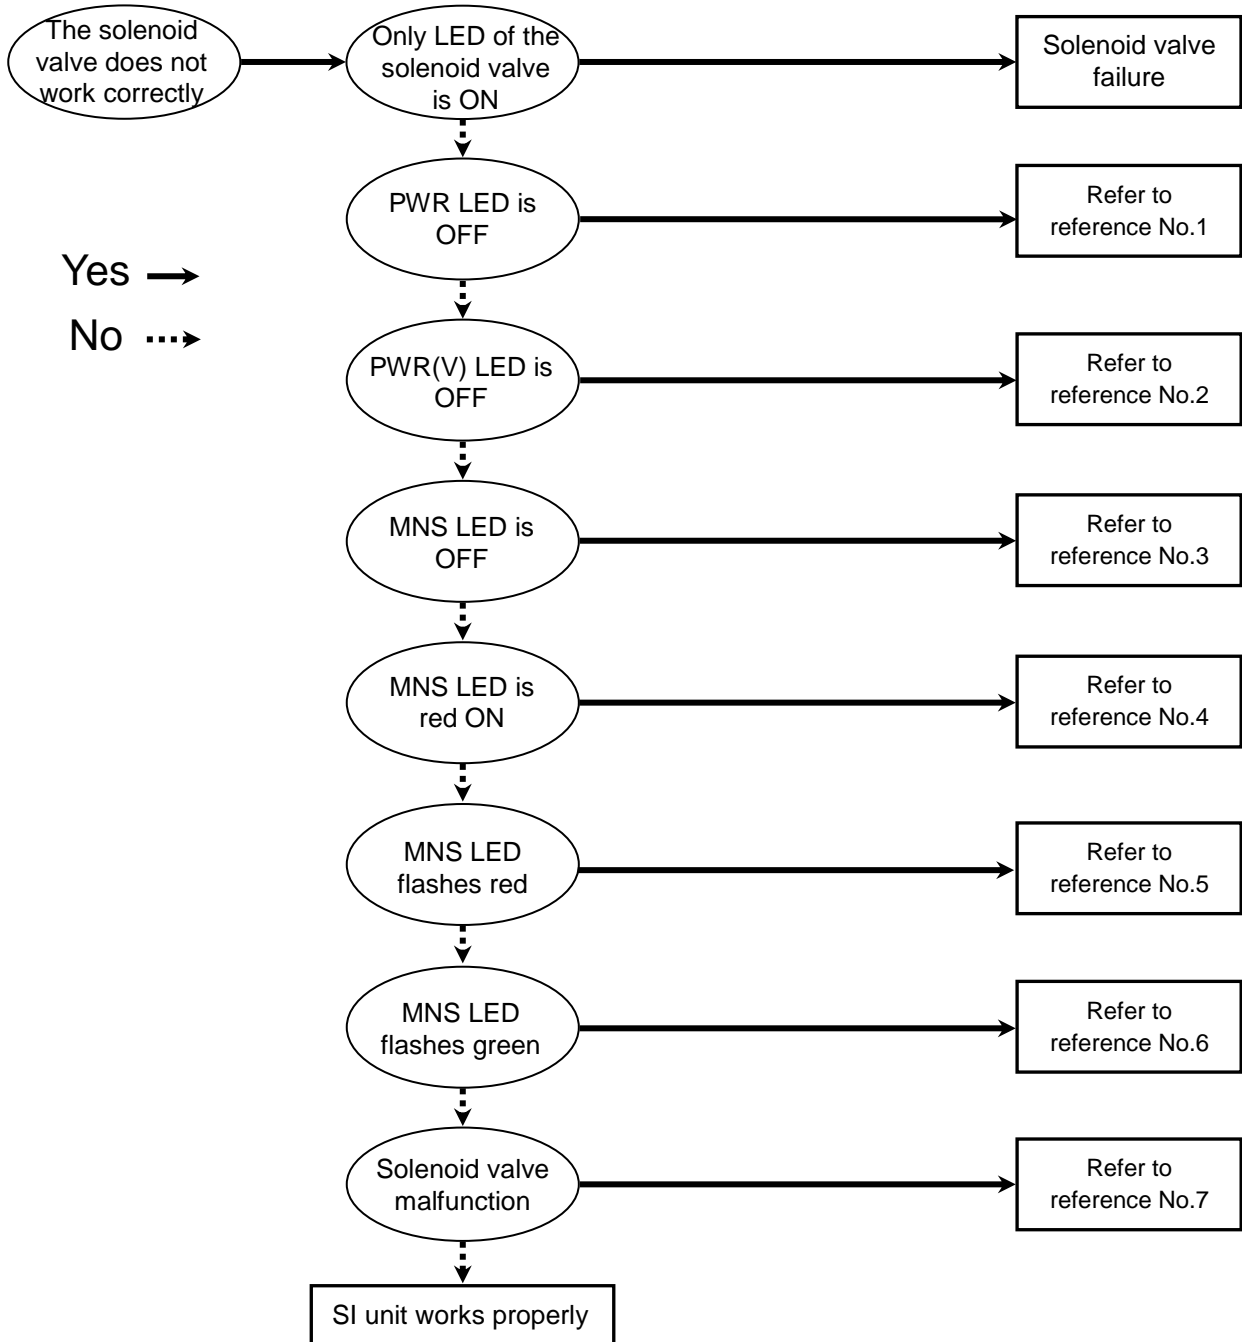 The solenoid
valve does not
work correctly
Only LED of the
solenoid valve
is ON
Solenoid valve
failure
PWR LED is
OFF
Refer to
reference No.1
Yes
No
PWR(V) LED is
OFF
Refer to
reference No.2
MNS LED is
OFF
Refer to
reference No.3
MNS LED is
red ON
Refer to
reference No.4
MNS LED
flashes red
Refer to
reference No.5
MNS LED
flashes green
Refer to
reference No.6
Solenoid valve
malfunction
Refer to
reference No.7
SI unit works properly